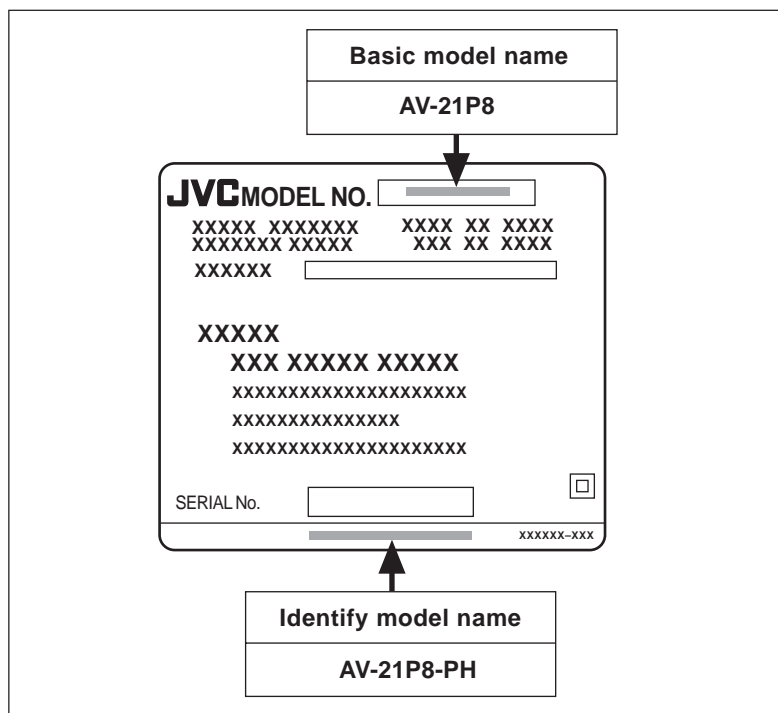 Basic model name
AV-21P8
JVC MODEL NO.
XXXXX XXXXXXX XXXX XX XXXX
XXXXXXX XXXXX XXX XX XXXX
XXXXXX
XXXXX
XXX XXXXX XXXXX
XXXXXXXXXXXXXXXXXXXXX
XXXXXXXXXXXXXXX
XXXXXXXXXXXXXXXXXXXXX
SERIAL No.
XXXXXX–XXX
Identify model name
AV-21P8-PH